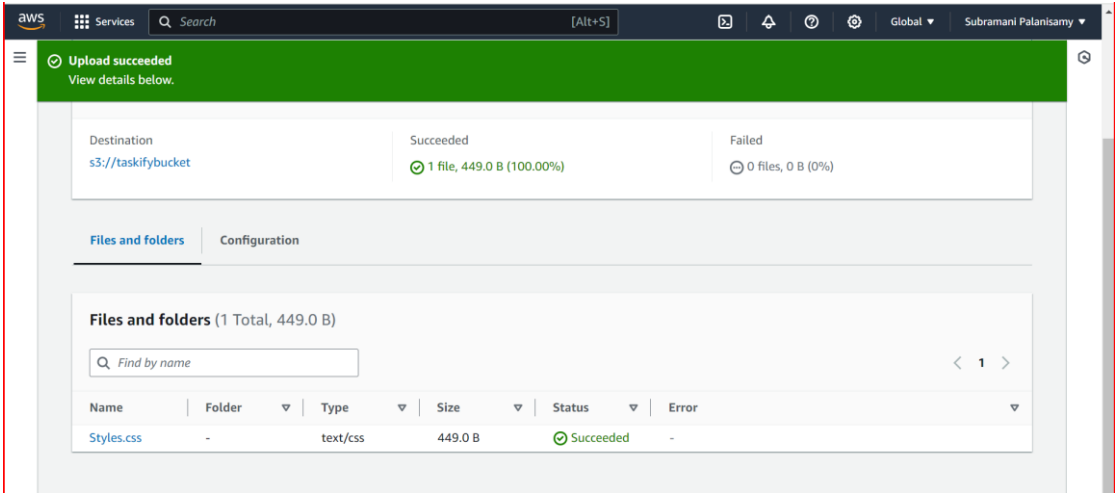 aws Services Search [Alt+S] Global Subramani Palanisamy
Upload succeeded
View details below.
Destination Succeeded Failed
s3://taskifybucket 1 file, 449.0 B (100.00%) 0 files, 0 B (0%)
Files and folders Configuration
Files and folders (1 Total, 449.0 B)
Find by name 1
Name Folder Type Size Status Error
Styles.css - text/css 449.0 B Succeeded -